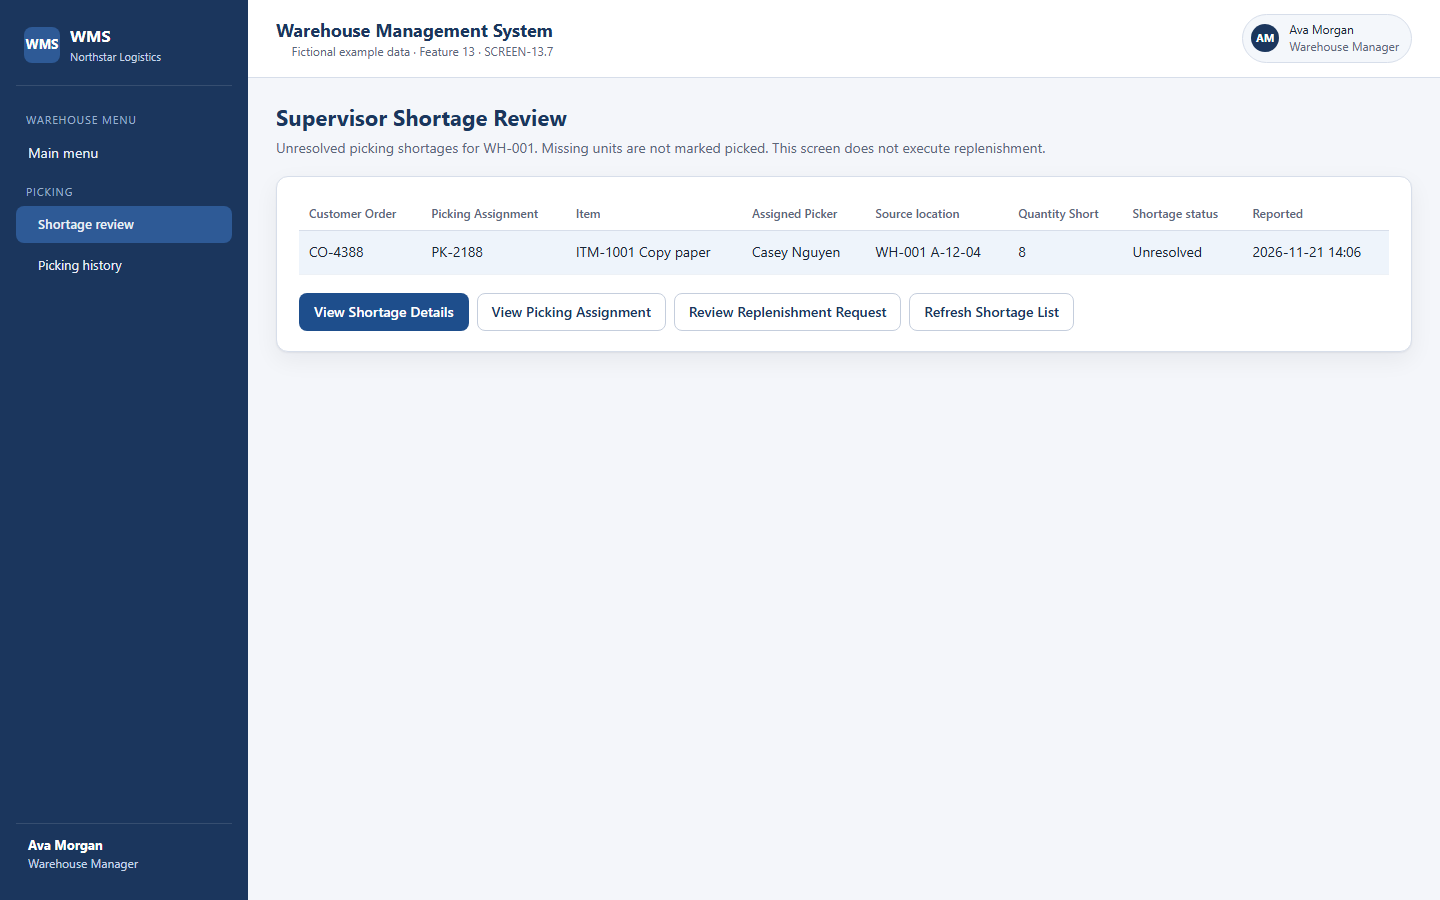 WMS
WMS
Northstar Logistics
WAREHOUSE MENU
Main menu
PICKING
Shortage review
Picking history
Ava Morgan
Warehouse Manager
Warehouse Management System
Fictional example data · Feature 13 · SCREEN-13.7
AM
Ava Morgan
Warehouse Manager
Supervisor Shortage Review
Unresolved picking shortages for WH-001. Missing units are not marked picked. This screen does not execute replenishment.
Customer Order Picking Assignment Item Assigned Picker Source location Quantity Short Shortage status Reported
CO-4388 PK-2188 ITM-1001 Copy paper Casey Nguyen WH-001 A-12-04 8 Unresolved 2026-11-21 14:06
View Shortage Details View Picking Assignment Review Replenishment Request Refresh Shortage List